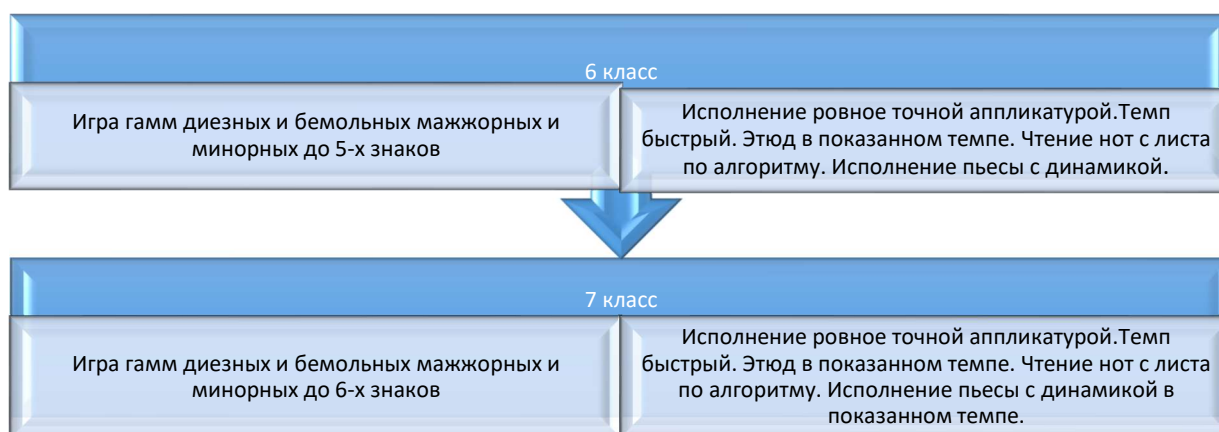 6 класс
Игра гамм диезных и бемольных мажжорных и
минорных до 5-х знаков
Исполнение ровное точной аппликатурой.Темп
быстрый. Этюд в показанном темпе. Чтение нот с листа
по алгоритму. Исполнение пьесы с динамикой.
7 класс
Игра гамм диезных и бемольных мажжорных и
минорных до 6-х знаков
Исполнение ровное точной аппликатурой.Темп
быстрый. Этюд в показанном темпе. Чтение нот с листа
по алгоритму. Исполнение пьесы с динамикой в
показанном темпе.